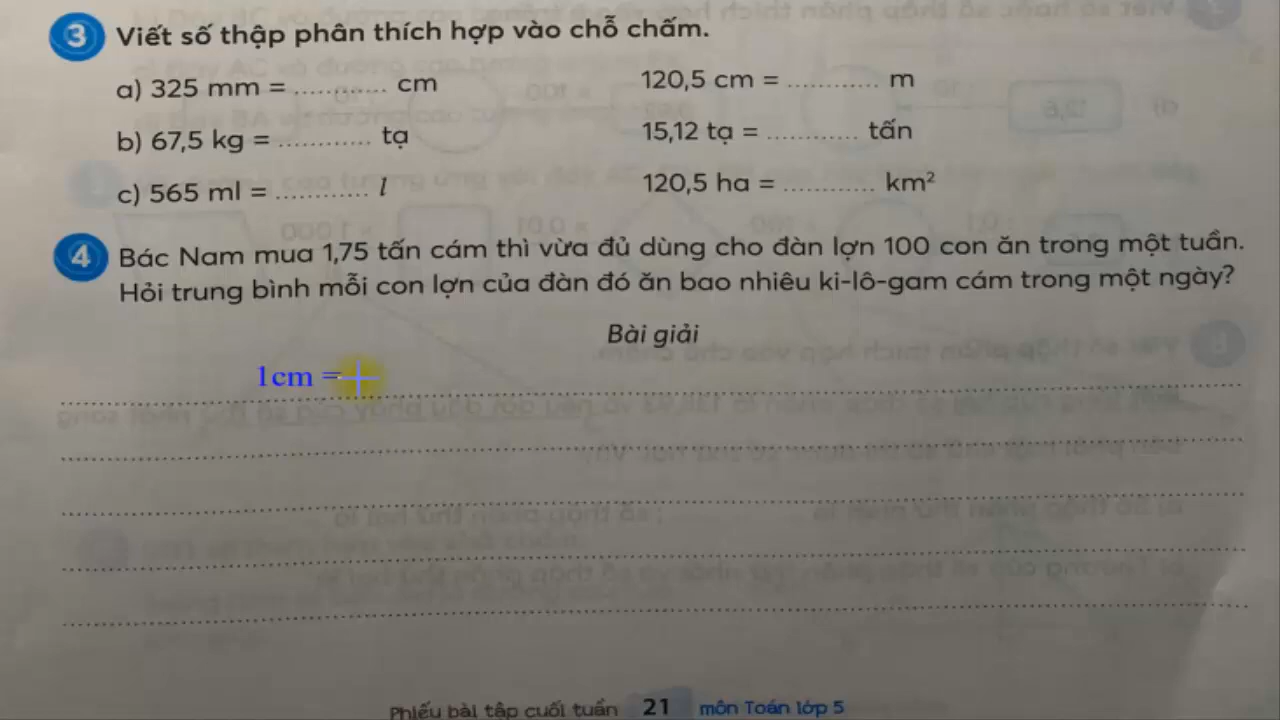 3 Viết số thập phân thích hợp vào chỗ chấm.
a) 325 mm = ............ cm 120,5 cm = ............ m
b) 67,5 kg = ............ tạ 15,12 tạ = ............ tấn
c) 565 ml = ............ l 120,5 ha = ............ km²
4 Bác Nam mua 1,75 tấn cám thì vừa đủ dùng cho đàn lợn 100 con ăn trong một tuần.
Hỏi trung bình mỗi con lợn của đàn đó ăn bao nhiêu ki-lô-gam cám trong một ngày?
Bài giải
1cm =
Phiếu bài tập cuối tuần 21 môn Toán lớp 5